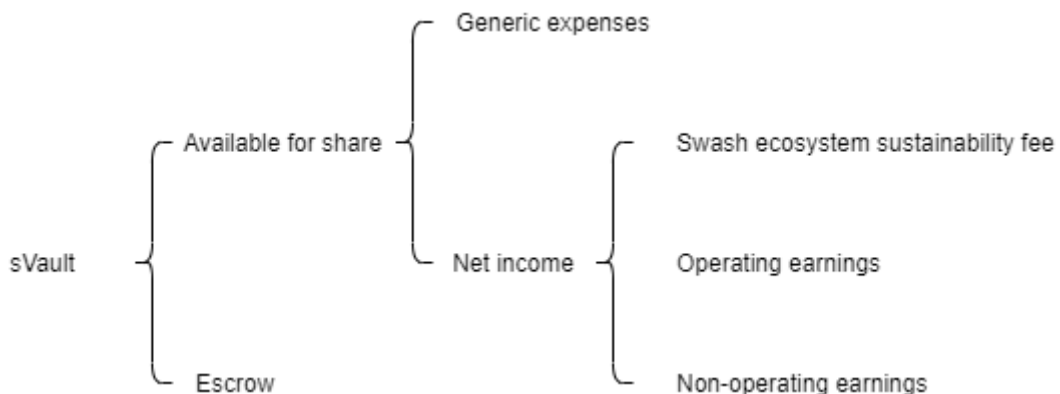 Generic expenses
Available for share
Swash ecosystem sustainability fee
sVault
Net income
Operating earnings
Escrow
Non-operating earnings